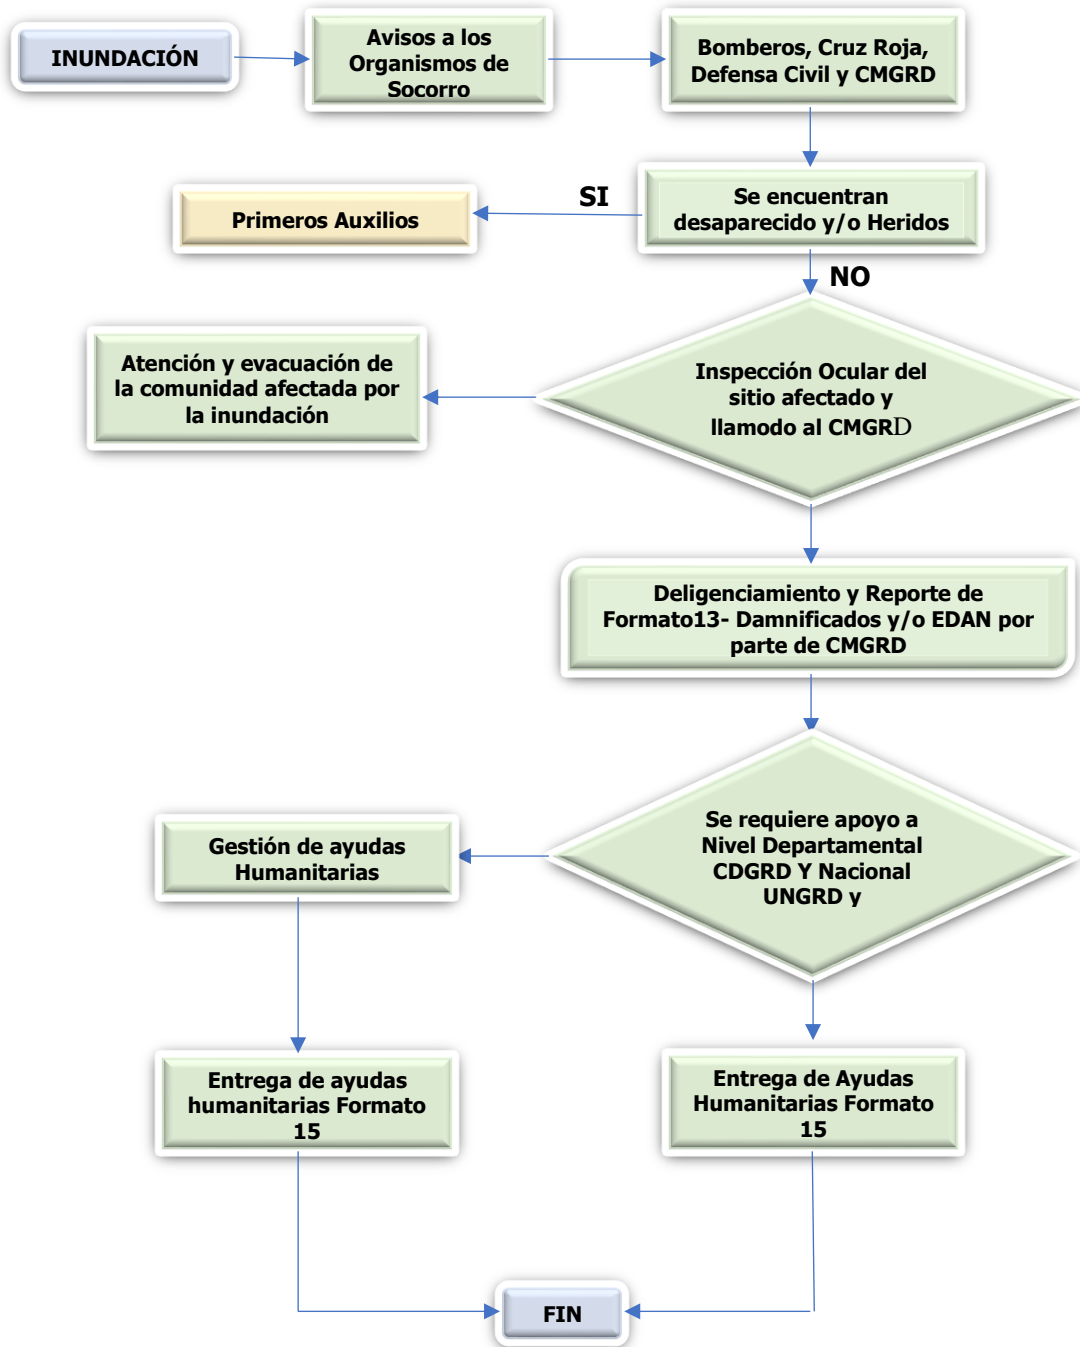 INUNDACIÓN
Avisos a los
Organismos de
Socorro
Bomberos, Cruz Roja,
Defensa Civil y CMGRD
Se encuentran
desaparecido y/o Heridos
SI
Primeros Auxilios
NO
Inspección Ocular del
sitio afectado y
llamodo al CMGRD
Atención y evacuación de
la comunidad afectada por
la inundación
Deligenciamiento y Reporte de
Formato13- Damnificados y/o EDAN por
parte de CMGRD
Se requiere apoyo a
Nivel Departamental
CDGRD Y Nacional
UNGRD y
Gestión de ayudas
Humanitarias
Entrega de ayudas
humanitarias Formato
15
Entrega de Ayudas
Humanitarias Formato
15
FIN